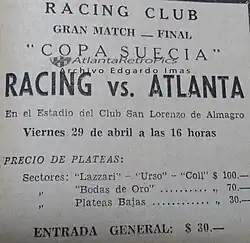 RACING CLUB
GRAN MATCH — FINAL
"COPA SUECIA"
AtlantaRetroPics
Archivo Edgardo Imas
RACING vs. ATLANTA
En el Estadio del Club San Lorenzo de Almagro
Viernes 29 de abril a las 16 horas
PRECIO DE PLATEAS:
Sectores: "Lazzari" - "Urso" - "Coll" $ 100.—
„ "Bodas de Oro" ........... „ 70.—
„ Plateas Bajas ............ „ 30.—
ENTRADA GENERAL: $ 30.—